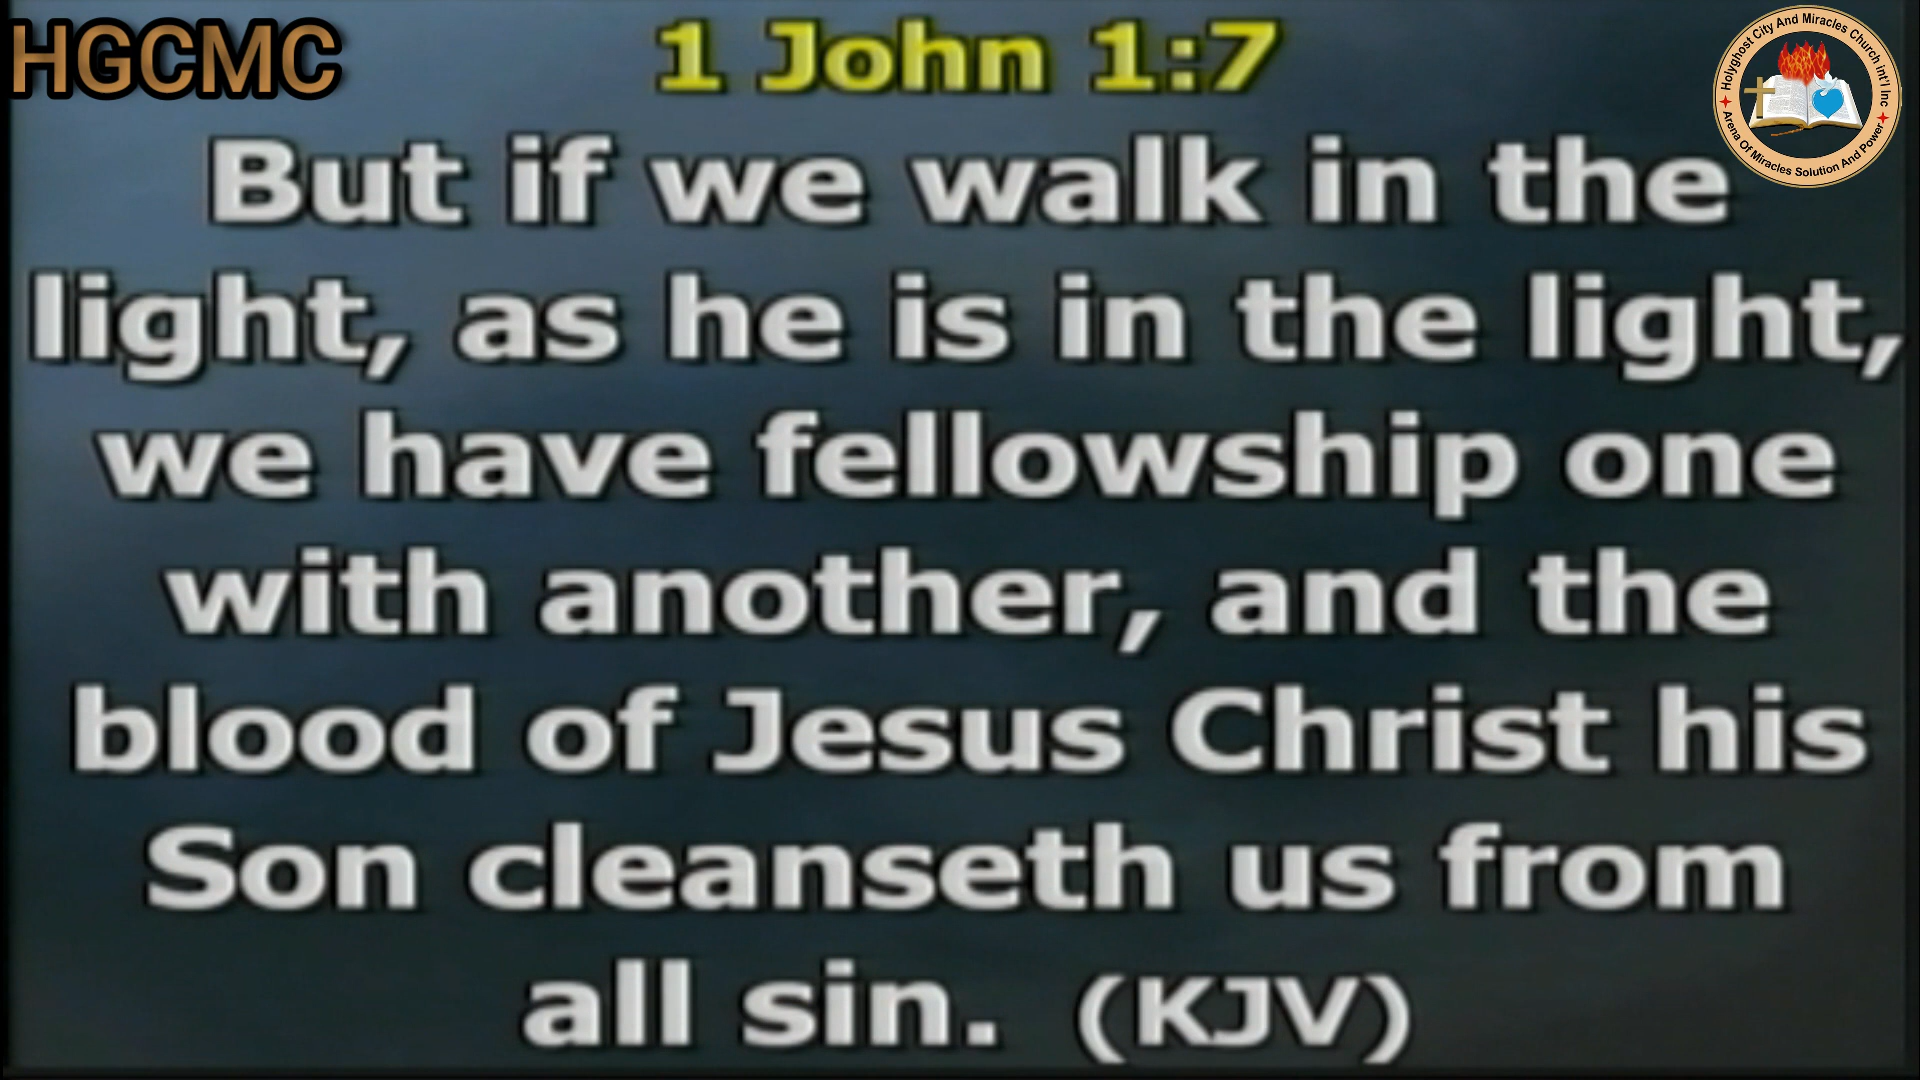 HGCMC
1 John 1:7
Holyghost City And Miracles Church int'l Inc
Arena Of Miracles Solution And Power
But if we walk in the
light, as he is in the light,
we have fellowship one
with another, and the
blood of Jesus Christ his
Son cleanseth us from
all sin. (KJV)